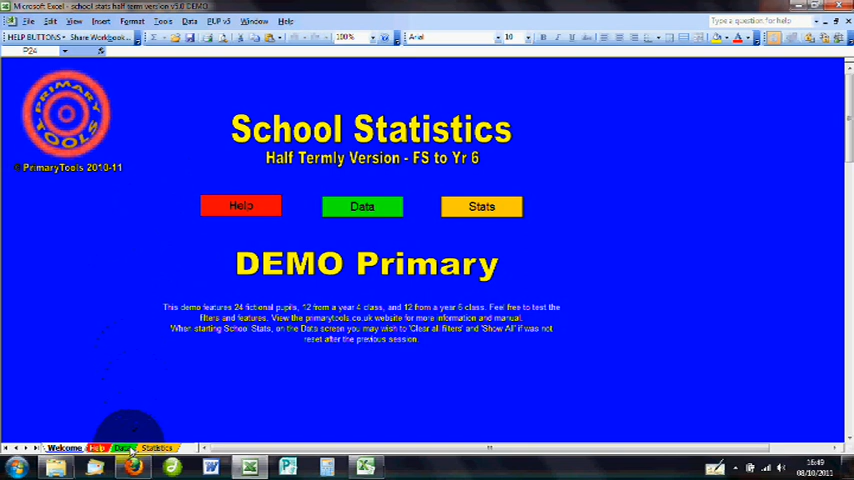 Microsoft Excel - school stats half term version v5.0 DEMO
File Edit View Insert Format Tools Data PUP v5 Window Help
Type a question for help
HELP BUTTONS Share Workbook... 100% Arial 10
P24
PRIMARY TOOLS
© PrimaryTools 2010-11
School Statistics
Half Termly Version - FS to Yr 6
Help Data Stats
DEMO Primary
This demo features 24 fictional pupils, 12 from a year 4 class, and 12 from a year 6 class. Feel free to test the
filters and features. View the primarytools.co.uk website for more information and manual.
When starting School Stats, on the Data screen you may wish to 'Clear all filters' and 'Show All' if was not
reset after the previous session.
Welcome Help Data Statistics
16:49
08/10/2011